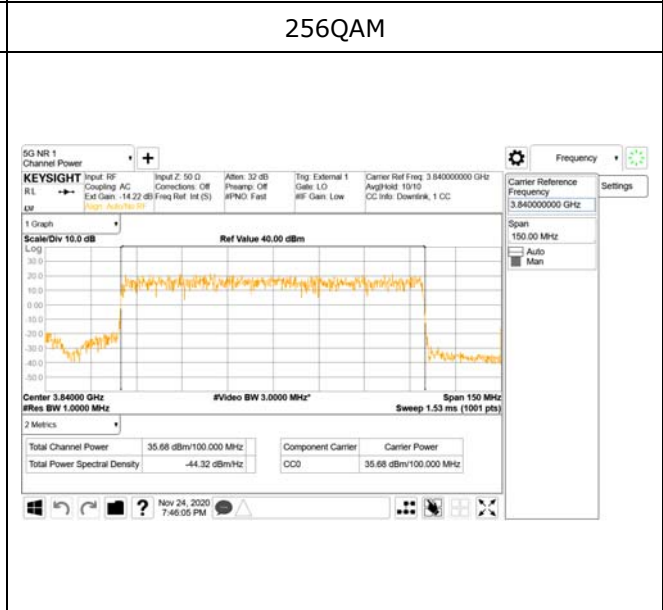 256QAM
5G NR 1
Channel Power
Frequency
KEYSIGHT
Input: RF
Input Z: 50 Ω
Atten: 32 dB
Trig: External 1
Carrier Ref Freq: 3.840000000 GHz
RL
Coupling: AC
Corrections: Off
Preamp: Off
Gate: LO
Avg|Hold: 10/10
Ext Gain: -14.22 dB
Freq Ref: Int (S)
#PNO: Fast
#IF Gain: Low
CC Info: Downlink, 1 CC
Align: Auto/No RF
Carrier Reference
Frequency
3.840000000 GHz
Settings
Span
150.00 MHz
Auto
Man
1 Graph
Scale/Div 10.0 dB
Ref Value 40.00 dBm
Log
30.0
20.0
10.0
0.00
-10.0
-20.0
-30.0
-40.0
-50.0
Center 3.84000 GHz
#Video BW 3.0000 MHz*
Span 150 MHz
#Res BW 1.0000 MHz
Sweep 1.53 ms (1001 pts)
2 Metrics
Total Channel Power
35.68 dBm/100.000 MHz
Component Carrier
Carrier Power
Total Power Spectral Density
-44.32 dBm/Hz
CC0
35.68 dBm/100.000 MHz
?
Nov 24, 2020
7:46:05 PM